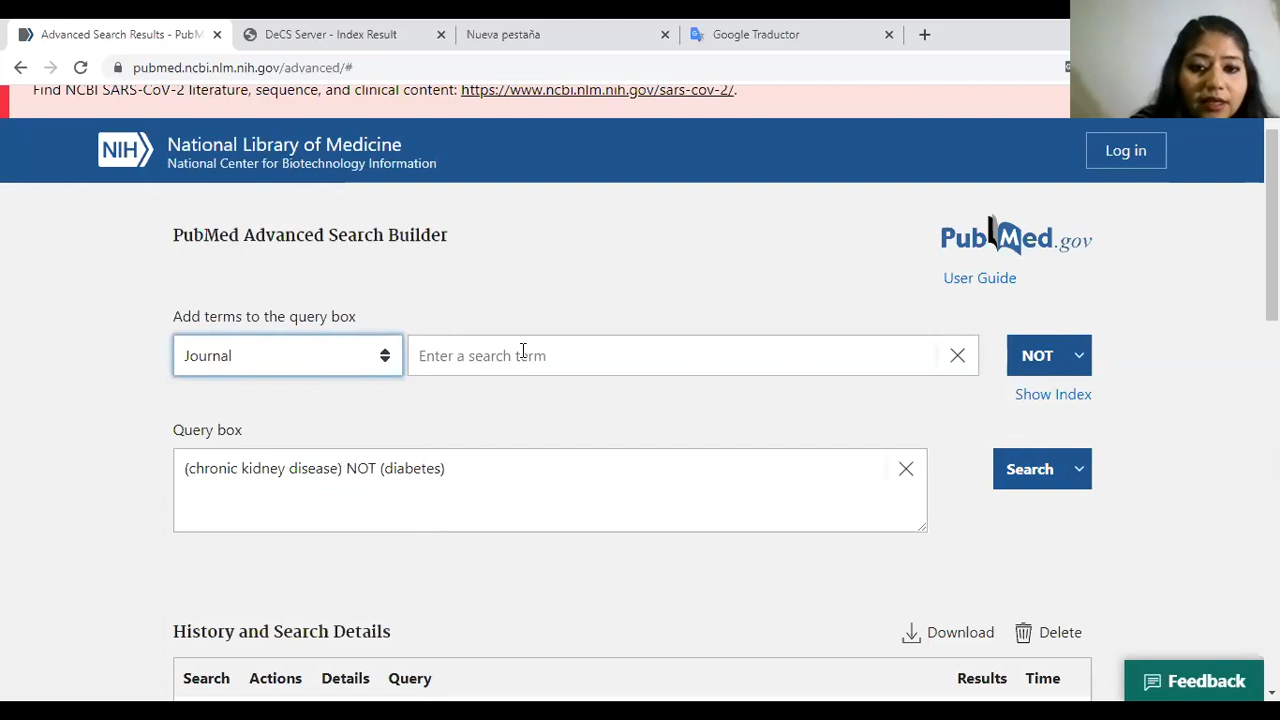 Advanced Search Results - PubM
DeCS Server - Index Result
Nueva pestaña
Google Traductor
pubmed.ncbi.nlm.nih.gov/advanced/#
Find NCBI SARS-CoV-2 literature, sequence, and clinical content: https://www.ncbi.nlm.nih.gov/sars-cov-2/.
NIH
National Library of Medicine
National Center for Biotechnology Information
Log in
PubMed Advanced Search Builder
PubMed.gov
User Guide
Add terms to the query box
Journal
Enter a search term
NOT
Show Index
Query box
(chronic kidney disease) NOT (diabetes)
Search
History and Search Details
Download
Delete
Search Actions Details Query Results Time
Feedback